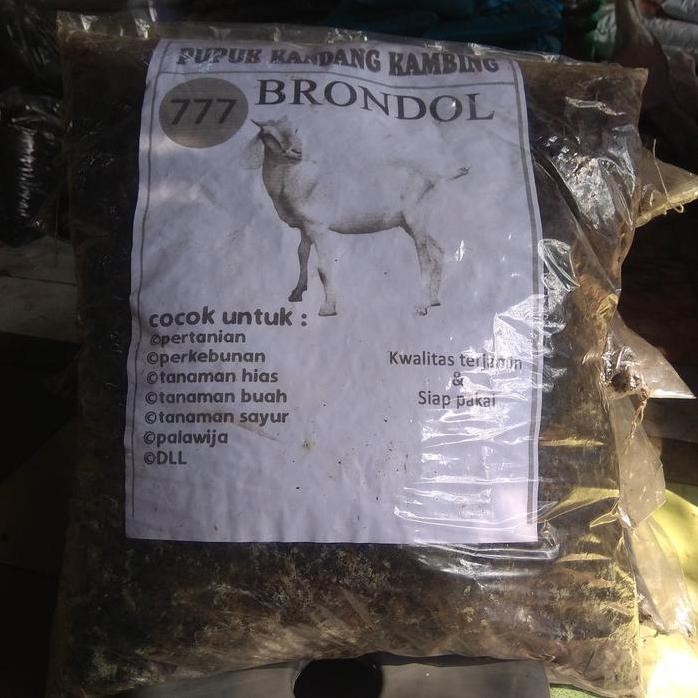 PUPUK KANDANG KAMBING
777 BRONDOL
cocok untuk :
©pertanian
©perkebunan
©tanaman hias
©tanaman buah
©tanaman sayur
©palawija
©DLL
Kwalitas terjamin
&
Siap pakai